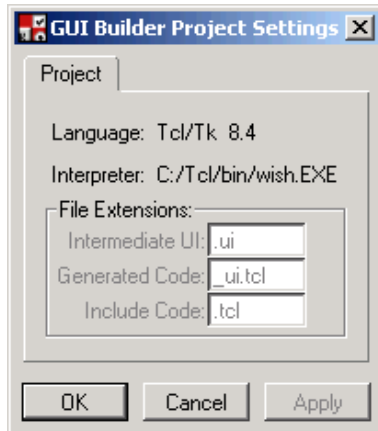 GUI Builder Project Settings
Project
Language: Tcl/Tk 8.4
Interpreter: C:/Tcl/bin/wish.EXE
File Extensions:
Intermediate UI: .ui
Generated Code: _ui.tcl
Include Code: .tcl
OK Cancel Apply